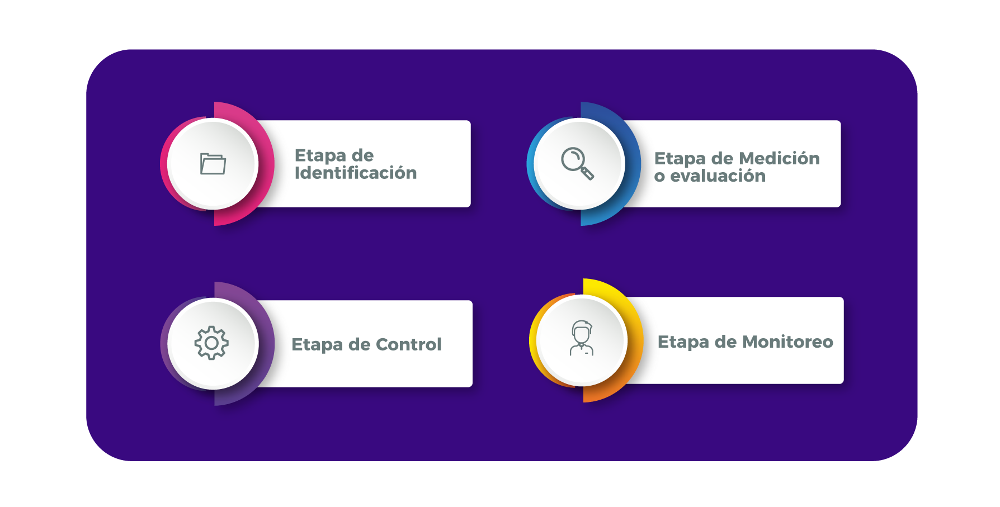 Etapa de
Identificación
Etapa de Medición
o evaluación
Etapa de Control
Etapa de Monitoreo